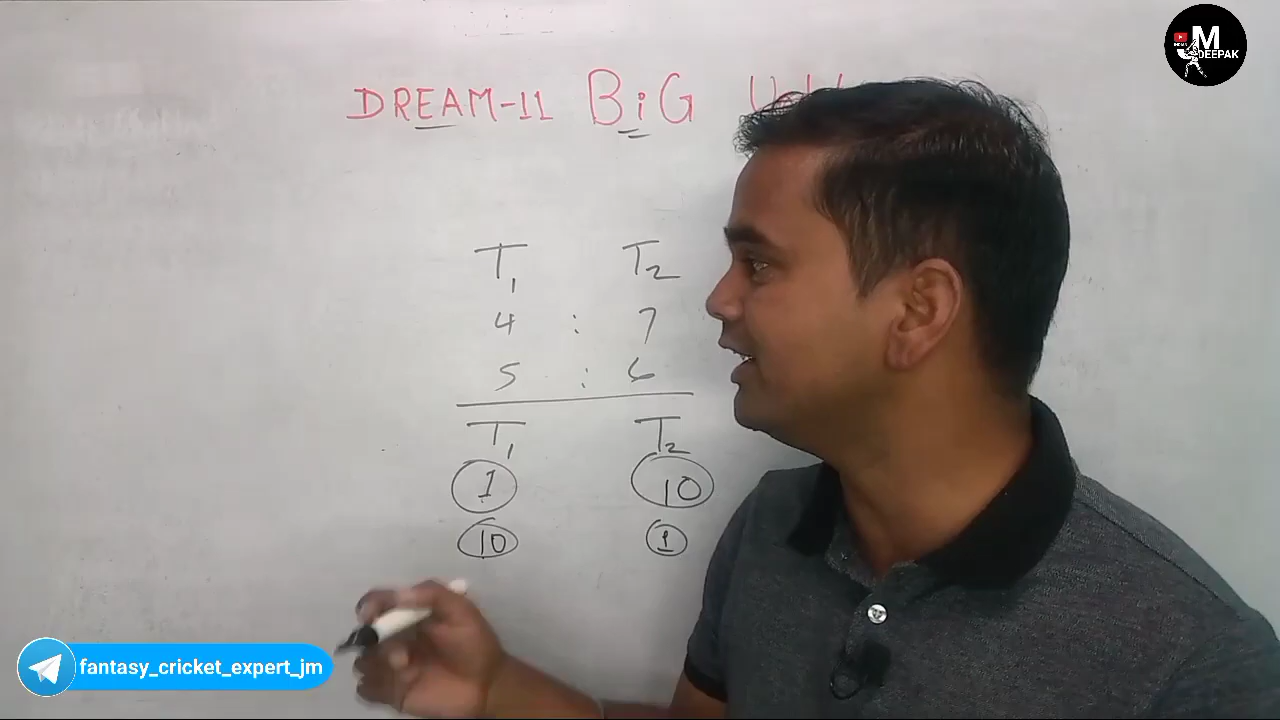 DREAM-11 BiG
T1 T2
4 : 7
5 : 6
T1 T2
1 10
10 1
M
DEEPAK
fantasy_cricket_expert_jm